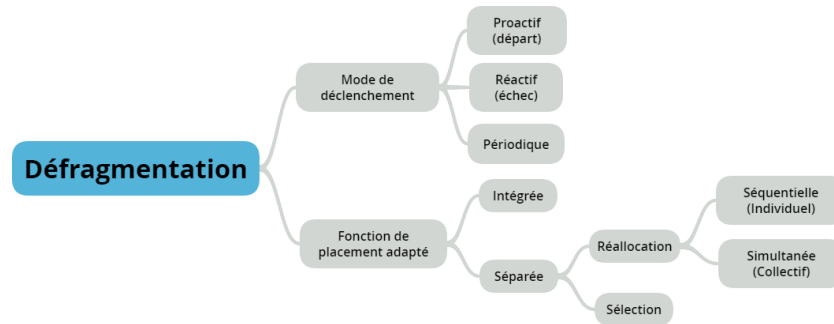 Défragmentation
Mode de
déclenchement
Proactif
(départ)
Réactif
(échec)
Périodique
Fonction de
placement adapté
Intégrée
Séparée
Réallocation
Séquentielle
(Individuel)
Simultanée
(Collectif)
Sélection